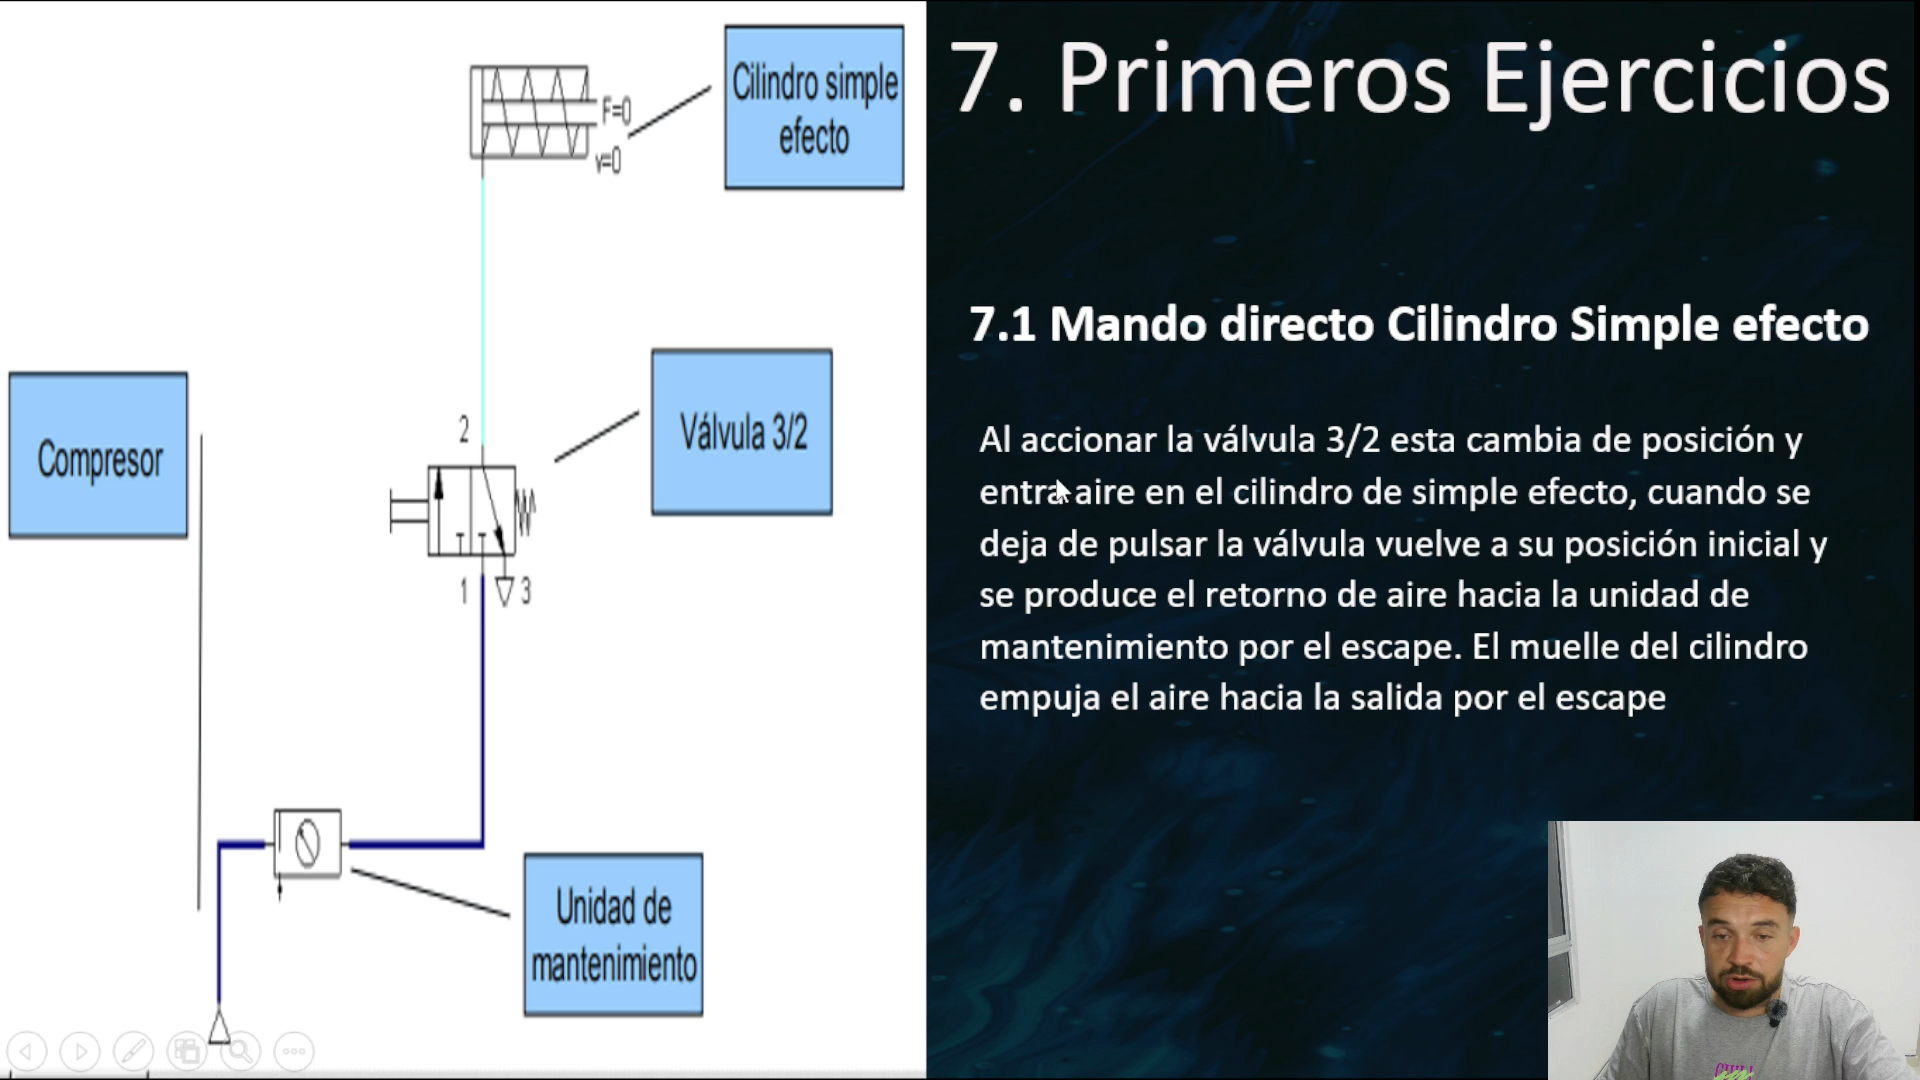 Cilindro simple
efecto
F=0
v=0
Compresor
2
Válvula 3/2
1
3
Unidad de
mantenimiento
7. Primeros Ejercicios
7.1 Mando directo Cilindro Simple efecto
Al accionar la válvula 3/2 esta cambia de posición y
entra aire en el cilindro de simple efecto, cuando se
deja de pulsar la válvula vuelve a su posición inicial y
se produce el retorno de aire hacia la unidad de
mantenimiento por el escape. El muelle del cilindro
empuja el aire hacia la salida por el escape